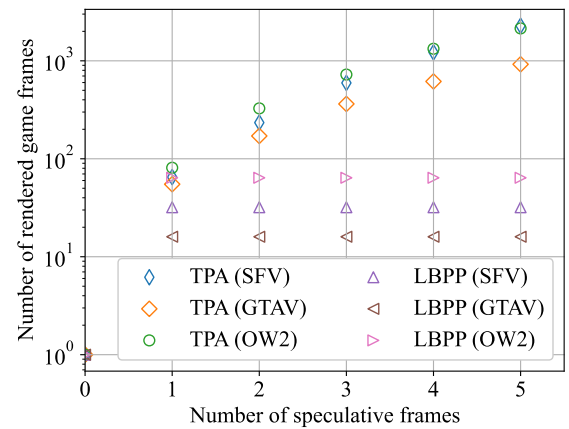 Number of rendered game frames
10³
10²
10¹
10⁰
TPA (SFV)
TPA (GTAV)
TPA (OW2)
LBPP (SFV)
LBPP (GTAV)
LBPP (OW2)
0 1 2 3 4 5
Number of speculative frames